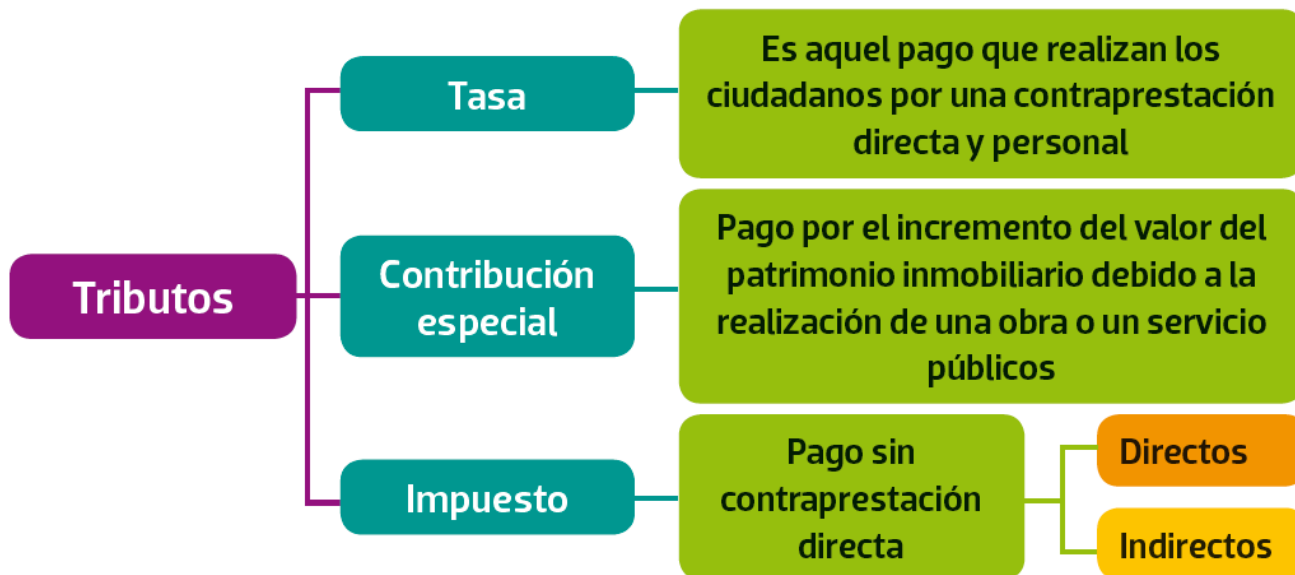 Tributos
Tasa
Es aquel pago que realizan los
ciudadanos por una contraprestación
directa y personal
Contribución
especial
Pago por el incremento del valor del
patrimonio inmobiliario debido a la
realización de una obra o un servicio
públicos
Impuesto
Pago sin
contraprestación
directa
Directos
Indirectos